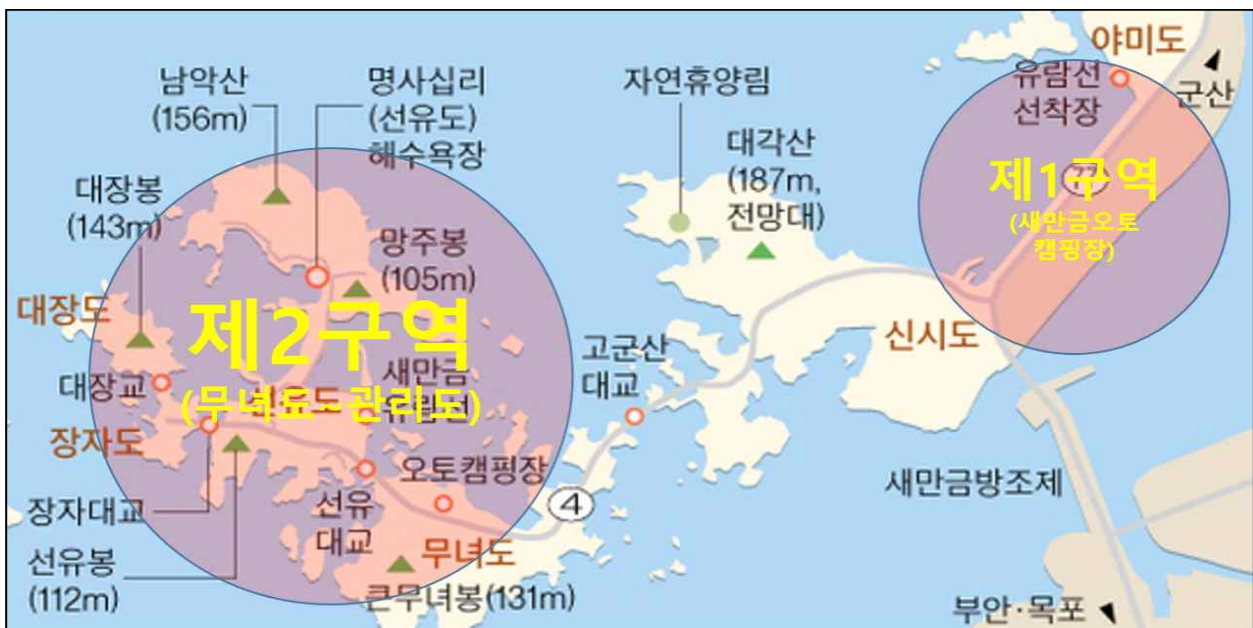 야미도
유람선
선착장
군산
남악산
(156m)
명사십리
(선유도)
해수욕장
자연휴양림
대각산
(187m,
전망대)
제1구역
(새만금오토
캠핑장)
77
대장봉
(143m)
망주봉
(105m)
대장도
제2구역
(무녀도~관리도)
새만금
유람선
선유도
대장교
장자도
고군산
대교
신시도
오토캠핑장
선유
대교
4
새만금방조제
장자대교
선유봉
(112m)
무녀도
큰무녀봉(131m)
부안·목포